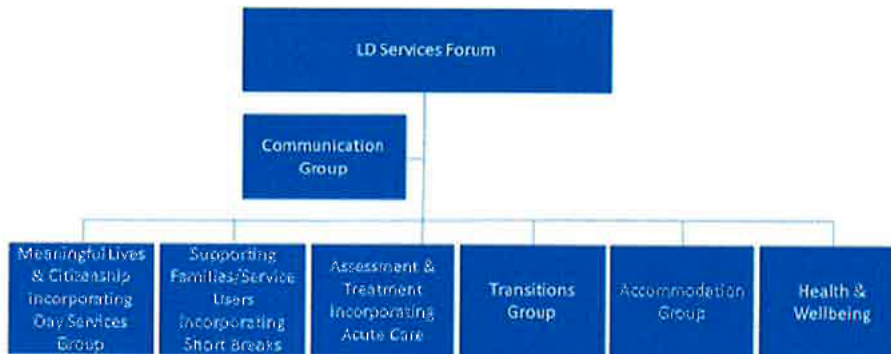 LD Services Forum
Communication
Group
Meaningful Lives
& Citizenship
Incorporating
Day Services
Group
Supporting
Families/Service
Users
Incorporating
Short Breaks
Assessment &
Treatment
Incorporating
Acute Care
Transitions
Group
Accommodation
Group
Health &
Wellbeing